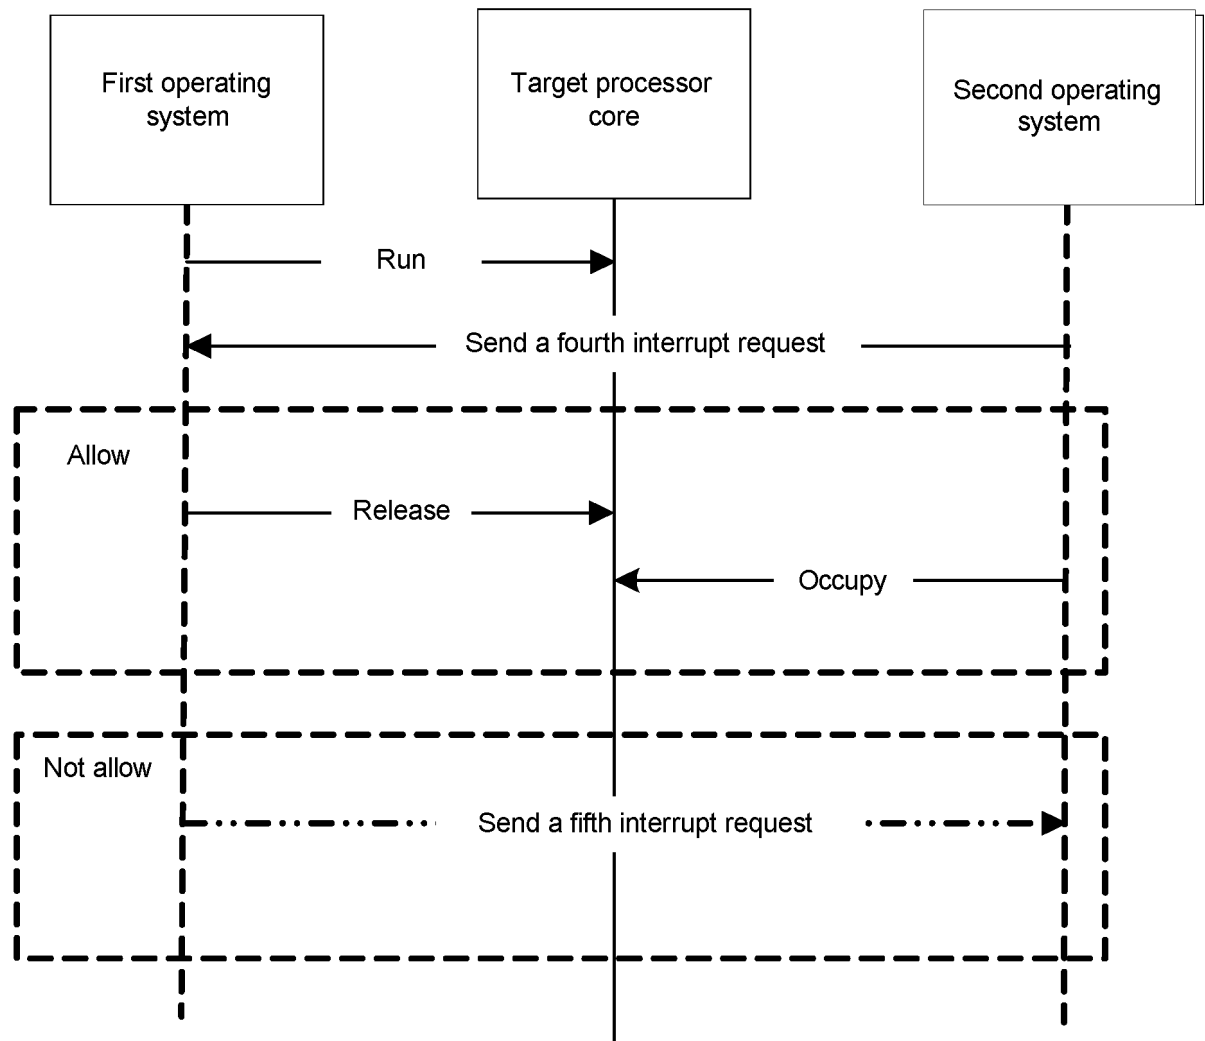 First operating
system
Target processor
core
Second operating
system
Run
Send a fourth interrupt request
Allow
Release
Occupy
Not allow
Send a fifth interrupt request